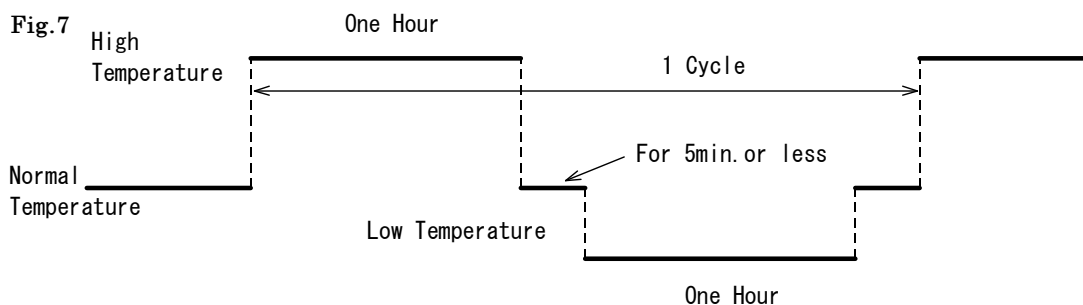 Fig.7
One Hour
High
Temperature
1 Cycle
For 5min.or less
Normal
Temperature
Low Temperature
One Hour